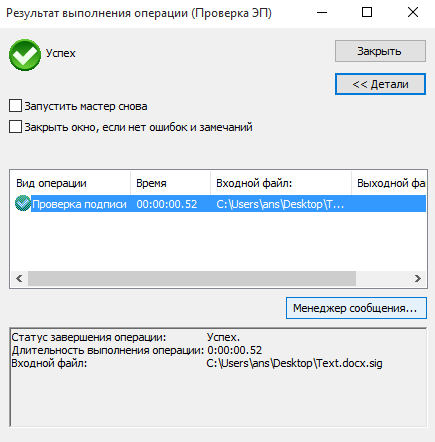 Результат выполнения операции (Проверка ЭП)
Успех
Закрыть
<< Детали
Запустить мастер снова
Закрыть окно, если нет ошибок и замечаний
Вид операции Время Входной файл: Выходной фа
Проверка подписи 00:00:00.52 C:\Users\ans\Desktop\T...
Менеджер сообщения...
Статус завершения операции: Успех.
Длительность выполнения операции: 0:00:00.52
Входной файл: C:\Users\ans\Desktop\Text.docx.sig